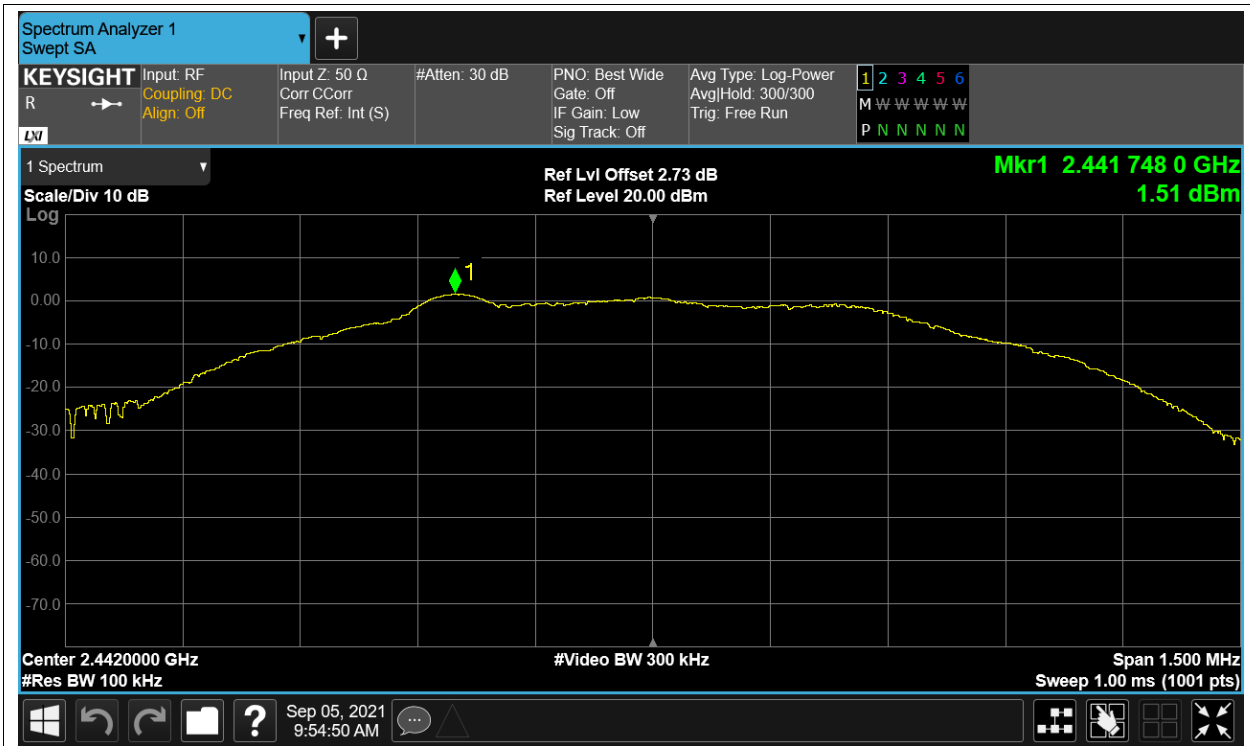 Spectrum Analyzer 1
Swept SA
KEYSIGHT
R
LXI
Input: RF
Coupling: DC
Align: Off
Input Z: 50 Ω
Corr CCorr
Freq Ref: Int (S)
#Atten: 30 dB
PNO: Best Wide
Gate: Off
IF Gain: Low
Sig Track: Off
Avg Type: Log-Power
Avg|Hold: 300/300
Trig: Free Run
1 2 3 4 5 6
M W W W W W
P N N N N N
1 Spectrum
Scale/Div 10 dB
Ref Lvl Offset 2.73 dB
Ref Level 20.00 dBm
Mkr1 2.441 748 0 GHz
1.51 dBm
Log
1
10.0
0.00
-10.0
-20.0
-30.0
-40.0
-50.0
-60.0
-70.0
Center 2.4420000 GHz
#Res BW 100 kHz
#Video BW 300 kHz
Span 1.500 MHz
Sweep 1.00 ms (1001 pts)
?
Sep 05, 2021
9:54:50 AM